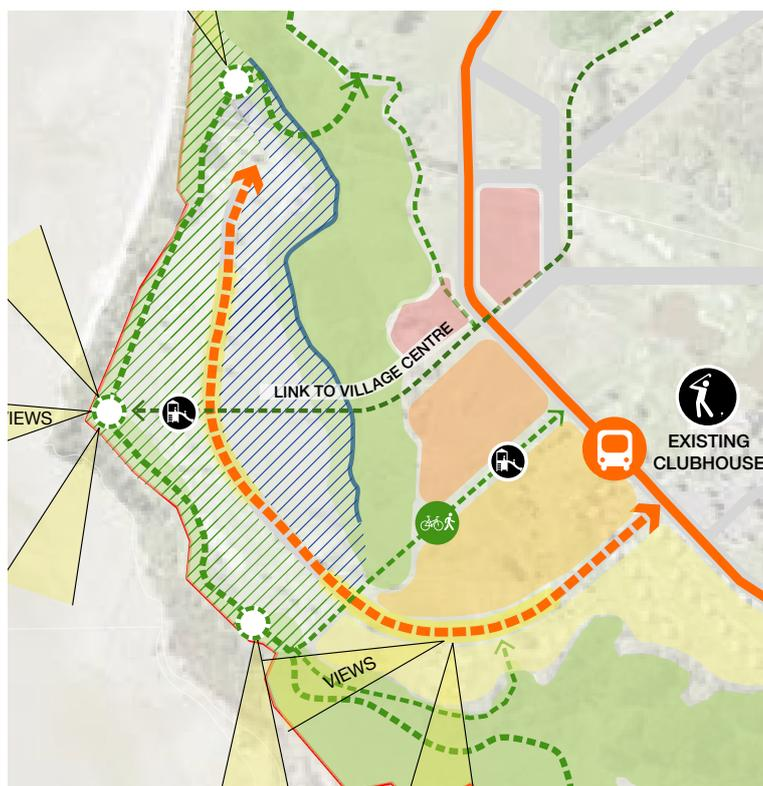 LINK TO VILLAGE CENTRE
IEWS
EXISTING
CLUBHOUSE
VIEWS